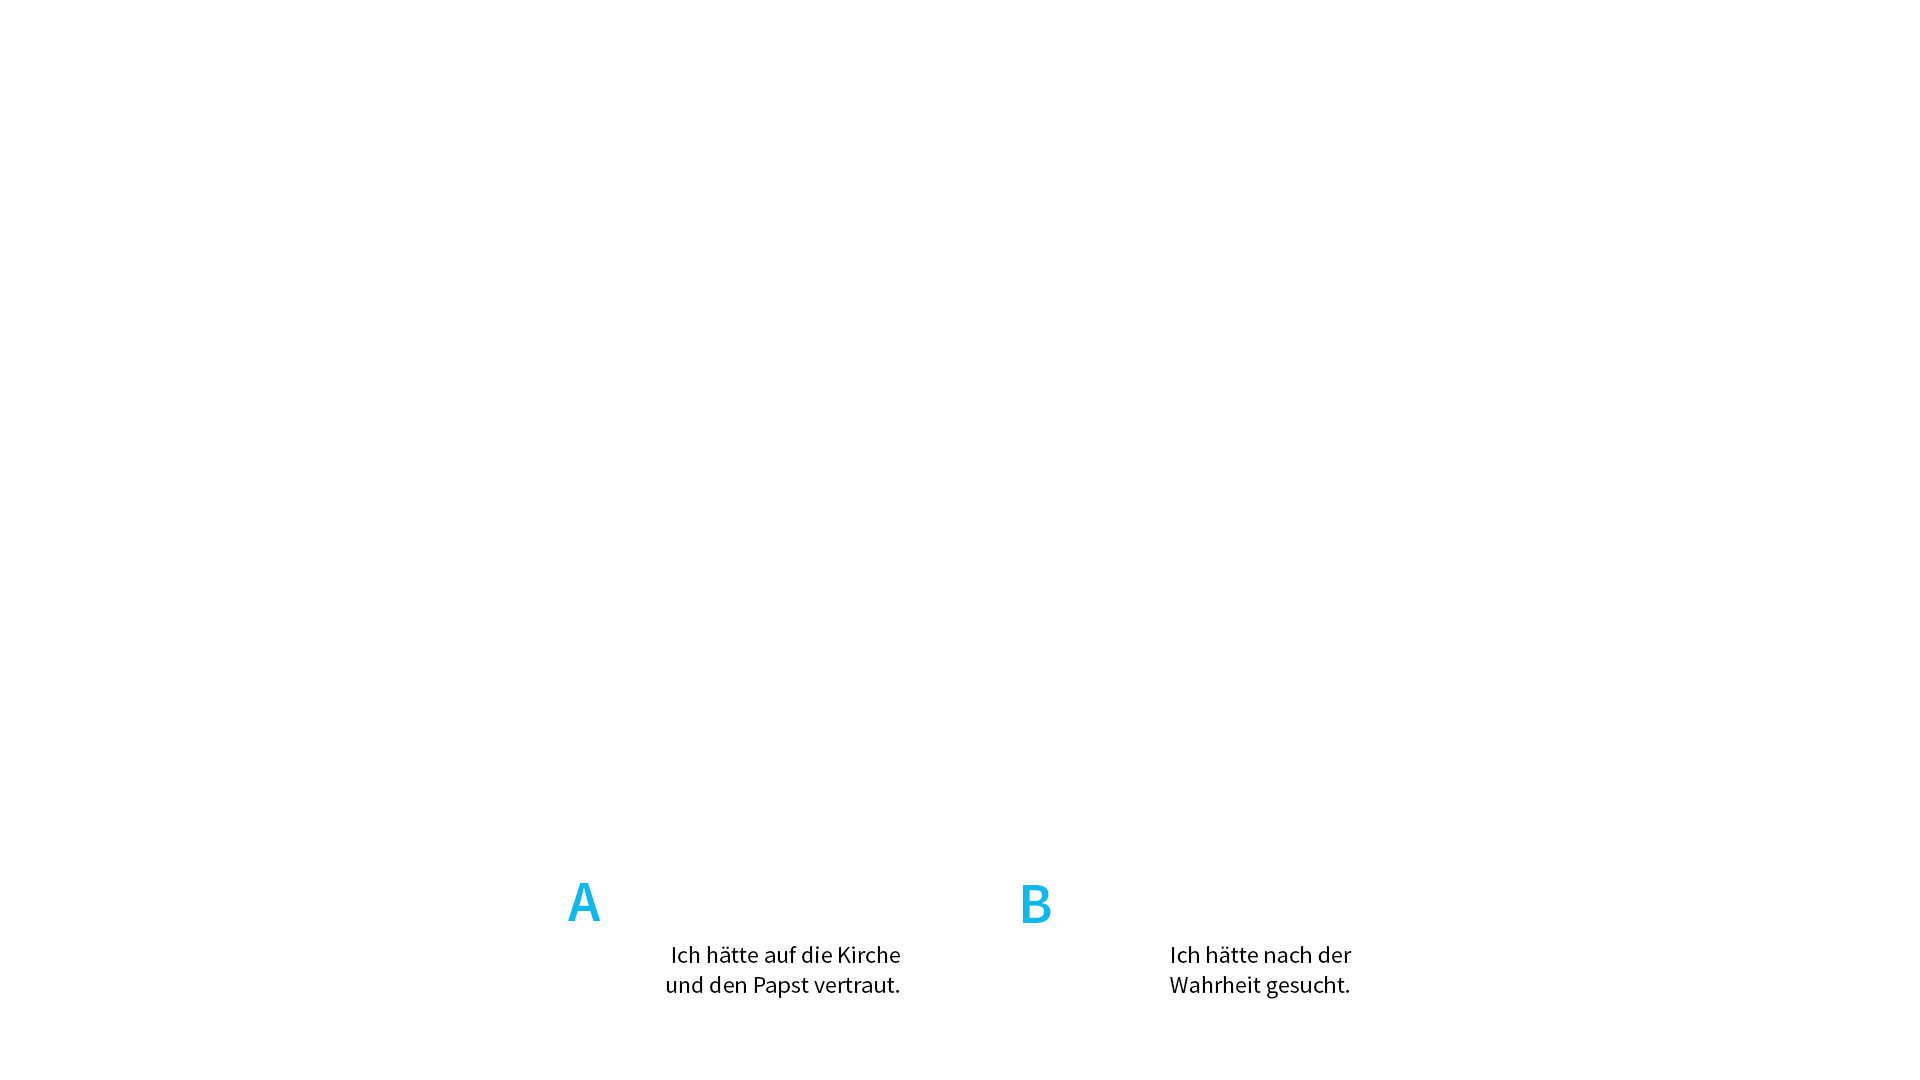 A
Ich hätte auf die Kirche
und den Papst vertraut.
B
Ich hätte nach der
Wahrheit gesucht.